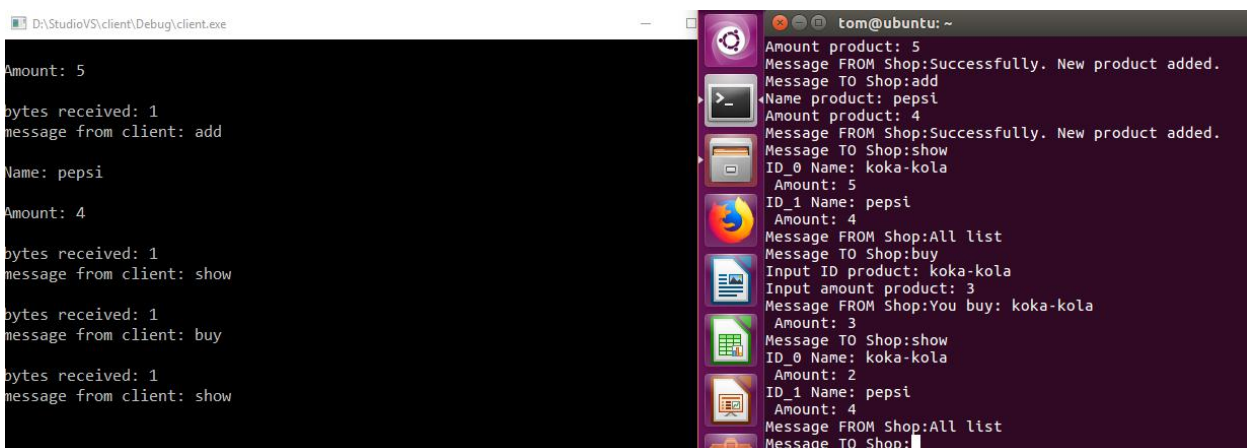 D:\StudioVS\client\Debug\client.exe
Amount: 5
bytes received: 1
message from client: add
Name: pepsi
Amount: 4
bytes received: 1
message from client: show
bytes received: 1
message from client: buy
bytes received: 1
message from client: show
tom@ubuntu: ~
Amount product: 5
Message FROM Shop:Successfully. New product added.
Message TO Shop:add
Name product: pepsi
Amount product: 4
Message FROM Shop:Successfully. New product added.
Message TO Shop:show
ID_0 Name: koka-kola
Amount: 5
ID_1 Name: pepsi
Amount: 4
Message FROM Shop:All list
Message TO Shop:buy
Input ID product: koka-kola
Input amount product: 3
Message FROM Shop:You buy: koka-kola
Amount: 3
Message TO Shop:show
ID_0 Name: koka-kola
Amount: 2
ID_1 Name: pepsi
Amount: 4
Message FROM Shop:All list
Message TO Shop: